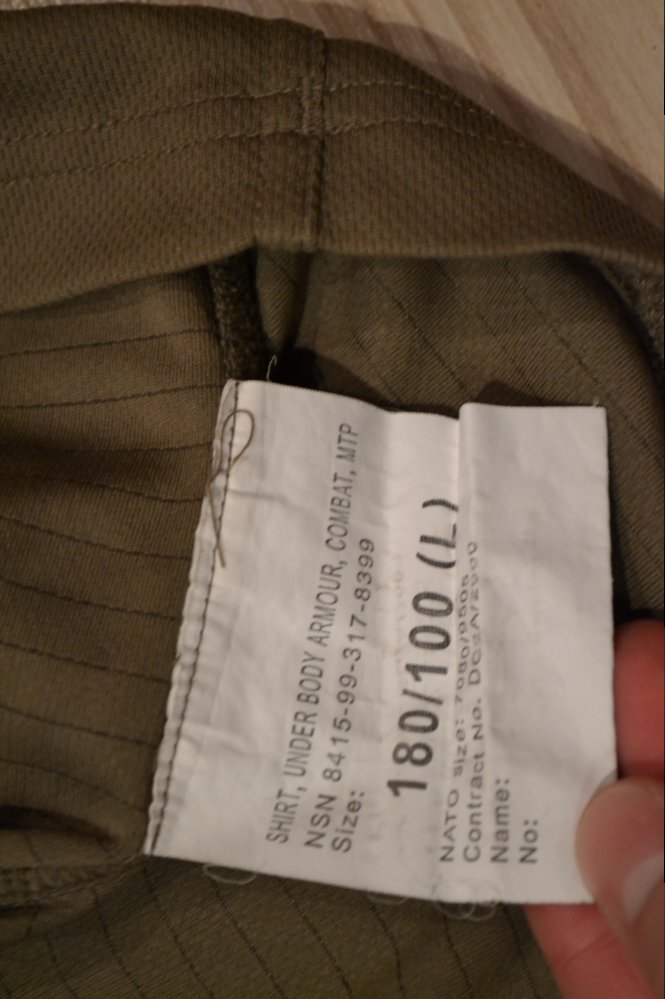 SHIRT, UNDER BODY ARMOUR, COMBAT, MTP
NSN 8415-99-317-8399
Size:
180/100 (L)
NATO Size: 7080/9505
Contract No.
Name:
No: